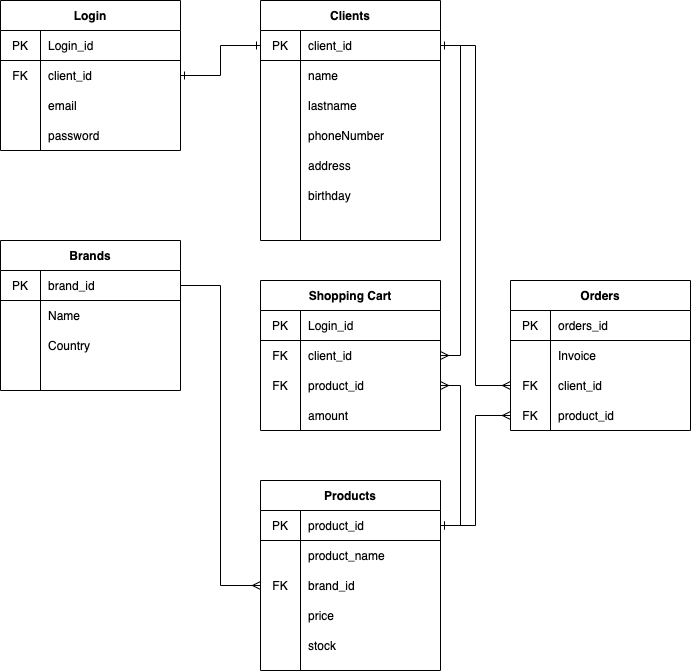 Login
PK Login_id
FK client_id
email
password
Clients
PK client_id
name
lastname
phoneNumber
address
birthday
Brands
PK brand_id
Name
Country
Shopping Cart
PK Login_id
FK client_id
FK product_id
amount
Orders
PK orders_id
Invoice
FK client_id
FK product_id
Products
PK product_id
product_name
FK brand_id
price
stock